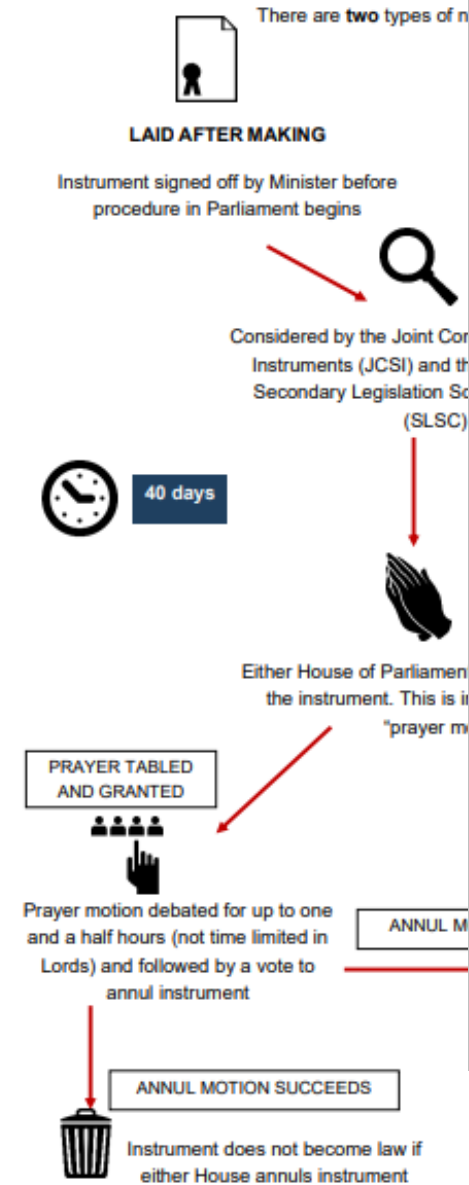 There are two types of n
LAID AFTER MAKING
Instrument signed off by Minister before
procedure in Parliament begins
Considered by the Joint Co
Instruments (JCSI) and th
Secondary Legislation Sc
(SLSC)
40 days
Either House of Parliamen
the instrument. This is i
"prayer m
PRAYER TABLED
AND GRANTED
Prayer motion debated for up to one
and a half hours (not time limited in
Lords) and followed by a vote to
annul instrument
ANNUL M
ANNUL MOTION SUCCEEDS
Instrument does not become law if
either House annuls instrument